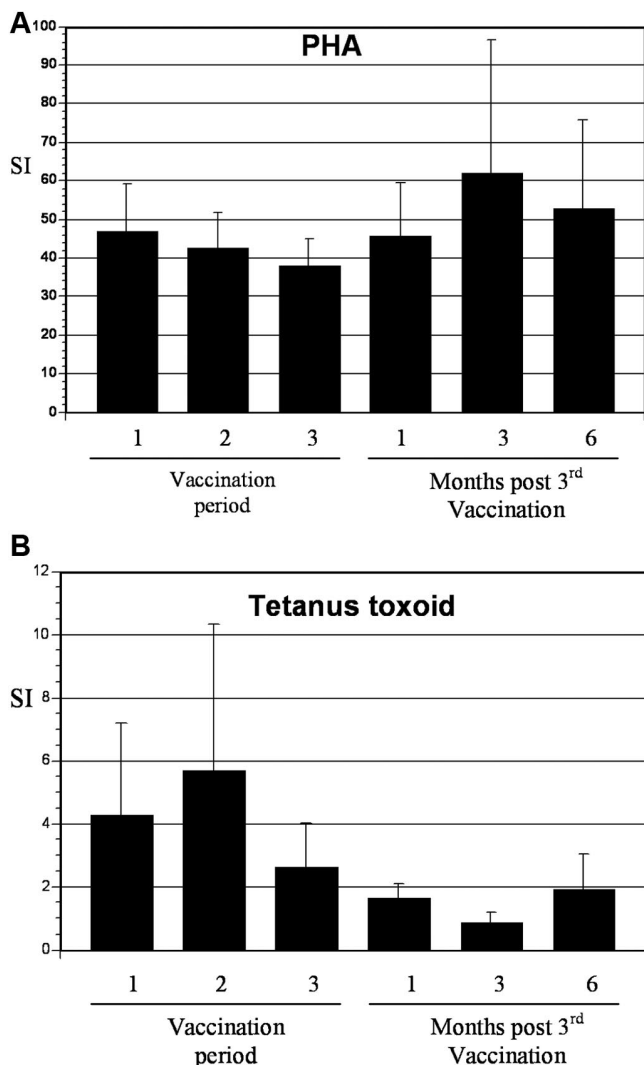 A
PHA
100
90
80
70
60
SI
50
40
30
20
10
0
1 2 3 1 3 6
Vaccination
period
Months post 3rd
Vaccination
B
Tetanus toxoid
12
10
SI
8
6
4
2
0
1 2 3 1 3 6
Vaccination
period
Months post 3rd
Vaccination